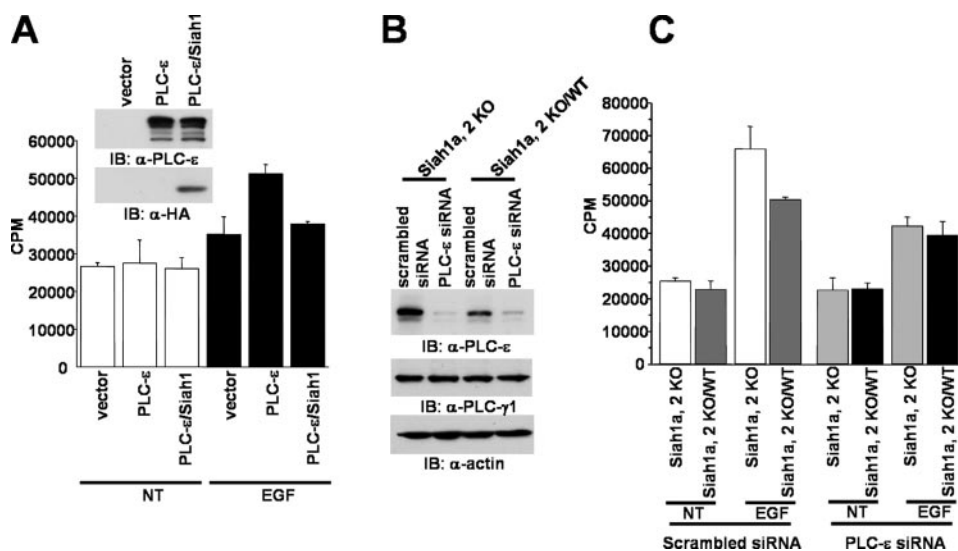 A
vector
PLC-ε
PLC-ε/Siah1
IB: α-PLC-ε
IB: α-HA
60000
50000
40000
30000
20000
10000
0
CPM
vector
PLC-ε
PLC-ε/Siah1
vector
PLC-ε
PLC-ε/Siah1
NT
EGF
B
Siah1a, 2 KO
Siah1a, 2 KO/WT
scrambled siRNA
PLC-ε siRNA
scrambled siRNA
PLC-ε siRNA
IB: α-PLC-ε
IB: α-PLC-γ1
IB: α-actin
C
80000
70000
60000
50000
40000
30000
20000
10000
0
CPM
Siah1a, 2 KO
Siah1a, 2 KO/WT
Siah1a, 2 KO
Siah1a, 2 KO/WT
Siah1a, 2 KO
Siah1a, 2 KO/WT
Siah1a, 2 KO
Siah1a, 2 KO/WT
NT
EGF
NT
EGF
Scrambled siRNA
PLC-ε siRNA